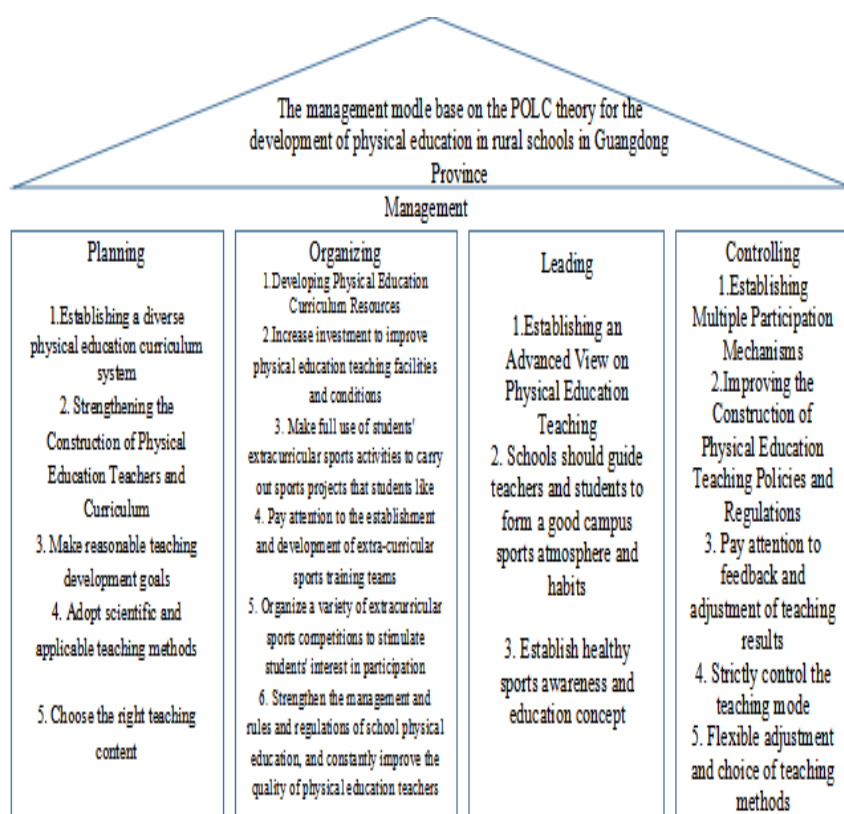 The management modle base on the POLC theory for the
development of physical education in rural schools in Guangdong
Province
Management
Planning
1.Establishing a diverse
physical education curriculum
system
2. Strengthening the
Construction of Physical
Education Teachers and
Curriculum
3. Make reasonable teaching
development goals
4. Adopt scientific and
applicable teaching methods
5. Choose the right teaching
content
Organizing
1.Developing Physical Education
Curriculum Resources
2.Increase investment to improve
physical education teaching facilities
and conditions
3. Make full use of students'
extracurricular sports activities to carry
out sports projects that students like
4. Pay attention to the establishment
and development of extra-curricular
sports training teams
5. Organize a variety of extracurricular
sports competitions to stimulate
students' interest in participation
6. Strengthen the management and
rules and regulations of school physical
education, and constantly improve the
quality of physical education teachers
Leading
1.Establishing an
Advanced View on
Physical Education
Teaching
2. Schools should guide
teachers and students to
form a good campus
sports atmosphere and
habits
3. Establish healthy
sports awareness and
education concept
Controlling
1.Establishing
Multiple Participation
Mechanisms
2.Improving the
Construction of
Physical Education
Teaching Policies and
Regulations
3. Pay attention to
feedback and
adjustment of teaching
results
4. Strictly control the
teaching mode
5. Flexible adjustment
and choice of teaching
methods